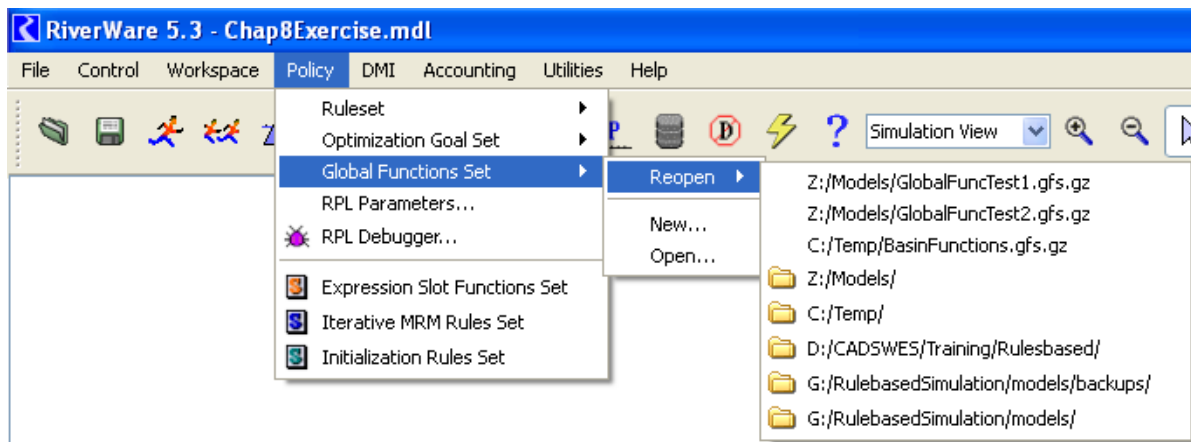 RiverWare 5.3 - Chap8Exercise.mdl
File Control Workspace Policy DMI Accounting Utilities Help
Simulation View
Ruleset
Optimization Goal Set
Global Functions Set
RPL Parameters...
RPL Debugger...
Expression Slot Functions Set
Iterative MRM Rules Set
Initialization Rules Set
Reopen
New...
Open...
Z:/Models/GlobalFuncTest1.gfs.gz
Z:/Models/GlobalFuncTest2.gfs.gz
C:/Temp/BasinFunctions.gfs.gz
Z:/Models/
C:/Temp/
D:/CADSWES/Training/Rulesbased/
G:/RulebasedSimulation/models/backups/
G:/RulebasedSimulation/models/